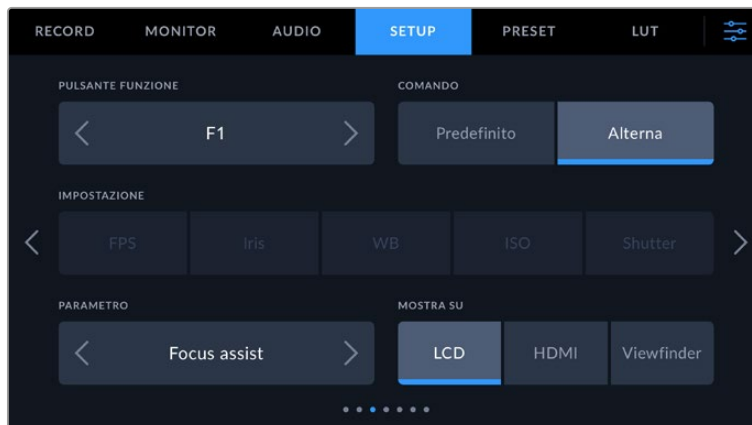 RECORD MONITOR AUDIO SETUP PRESET LUT
PULSANTE FUNZIONE COMANDO
F1 Predefinito Alterna
IMPOSTAZIONE
FPS Iris WB ISO Shutter
PARAMETRO MOSTRA SU
Focus assist LCD HDMI Viewfinder